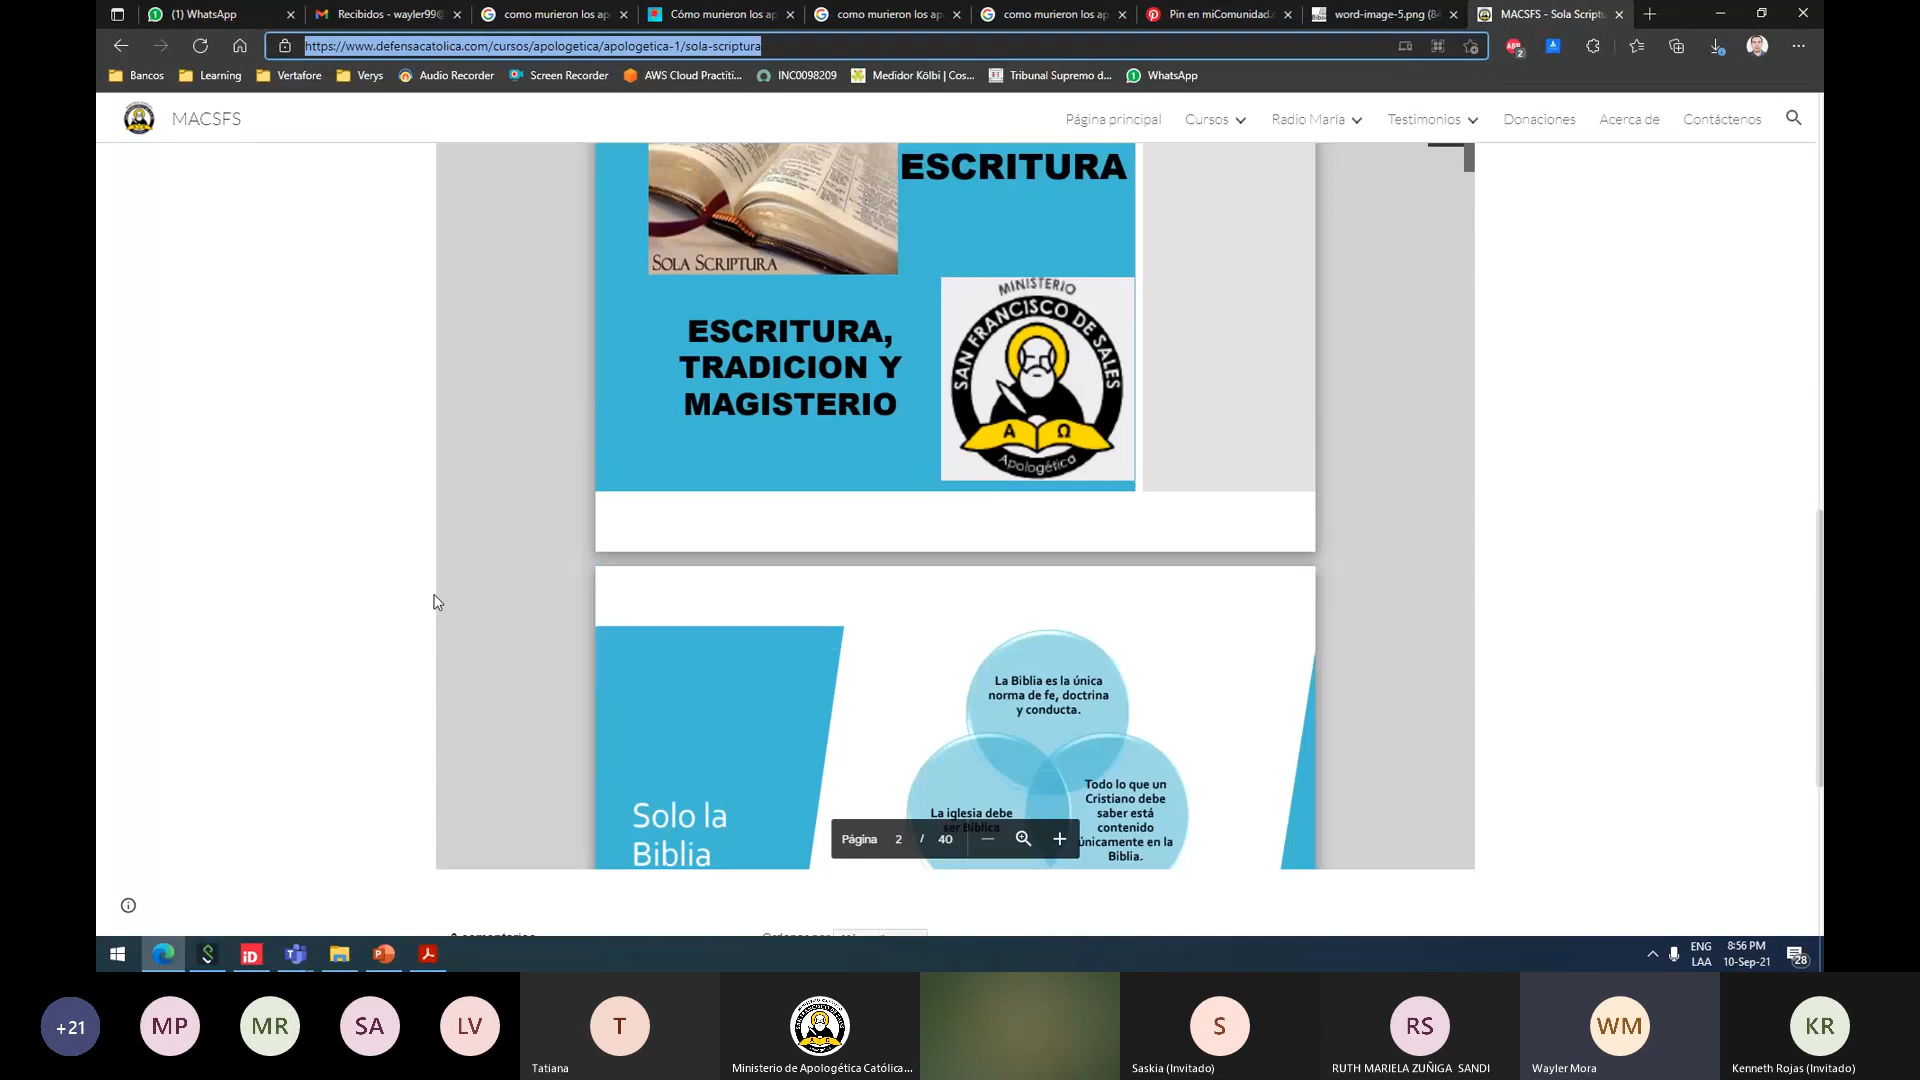 (1) WhatsApp
Recibidos - wayler99@
como murieron los ap
Cómo murieron los ap
como murieron los ap
como murieron los ap
Pin en miComunidad.
word-image-5.png (84
MACSFS - Sola Scriptu
https://www.defensacatolica.com/cursos/apologetica/apologetica-1/sola-scriptura
ABP
2
Bancos
Learning
Vertafore
Verys
Audio Recorder
Screen Recorder
AWS Cloud Practiti...
INC0098209
Medidor Kölbi | Cos...
Tribunal Supremo d...
WhatsApp
MACSFS
Página principal
Cursos
Radio María
Testimonios
Donaciones
Acerca de
Contáctenos
ESCRITURA
SOLA SCRIPTURA
ESCRITURA,
TRADICION Y
MAGISTERIO
MINISTERIO
SAN FRANCISCO DE SALES
A Ω
Apologética
La Biblia es la única
norma de fe, doctrina
y conducta.
La iglesia debe
ser Bíblica
Todo lo que un
Cristiano debe
saber está
contenido
únicamente en la
Biblia.
Solo la
Biblia
Página 2 / 40
iD
ENG
LAA
8:56 PM
10-Sep-21
28
+21
MP
MR
SA
LV
T
Tatiana
Ministerio de Apologética Católica...
S
Saskia (Invitado)
RS
RUTH MARIELA ZUÑIGA SANDI
WM
Wayler Mora
KR
Kenneth Rojas (Invitado)